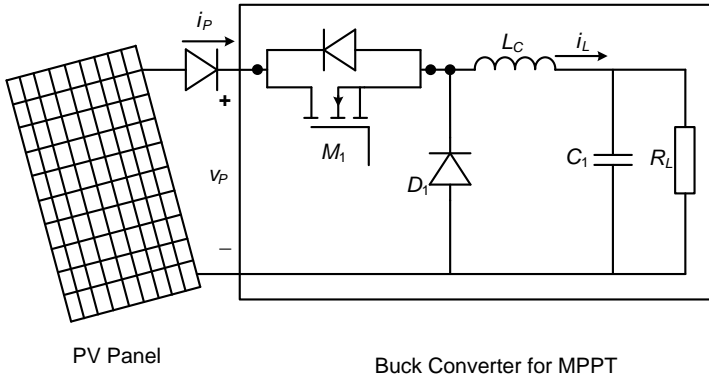 i_P
L_C
i_L
+
M_1
v_P
D_1
C_1
R_L
–
PV Panel
Buck Converter for MPPT